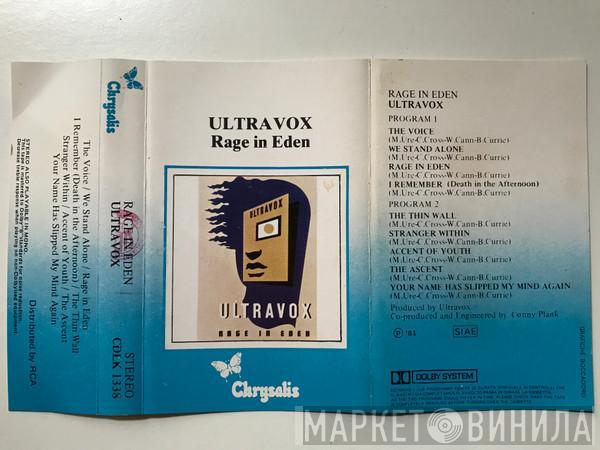 STEREO ALSO PLAYABLE IN MONO.
Distributed by RCA
Chrysalis
The Voice / We Stand Alone / Rage in Eden
I Remember (Death in the Afternoon) / The Thin Wall
Stranger Within / Accent of Youth / The Ascent
Your Name Has Slipped My Mind Again
RAGE IN EDEN
ULTRAVOX
STEREO
CDLK 1338
ULTRAVOX
Rage in Eden
ULTRAVOX
ULTRAVOX
RAGE IN EDEN
Chrysalis
RAGE IN EDEN
ULTRAVOX
PROGRAM 1
THE VOICE
(M.Ure-C.Cross-W.Cann-B.Currie)
WE STAND ALONE
(M.Ure-C.Cross-W.Cann-B.Currie)
RAGE IN EDEN
(M.Ure-C.Cross-W.Cann-B.Currie)
I REMEMBER (Death in the Afternoon)
(M.Ure-C.Cross-W.Cann-B.Currie)
PROGRAM 2
THE THIN WALL
(M.Ure-C.Cross-W.Cann-B.Currie)
STRANGER WITHIN
(M.Ure-C.Cross-W.Cann-B.Currie)
ACCENT OF YOUTH
(M.Ure-C.Cross-W.Cann-B.Currie)
THE ASCENT
(M.Ure-C.Cross-W.Cann-B.Currie)
YOUR NAME HAS SLIPPED MY MIND AGAIN
(M.Ure-C.Cross-W.Cann-B.Currie)
Produced by Ultravox
Co-produced and Engineered by Conny Plank
℗ '81 SIAE
DOLBY SYSTEM
GRAFICHE BOCCADORO
МАРКЕТ ВИНИЛА